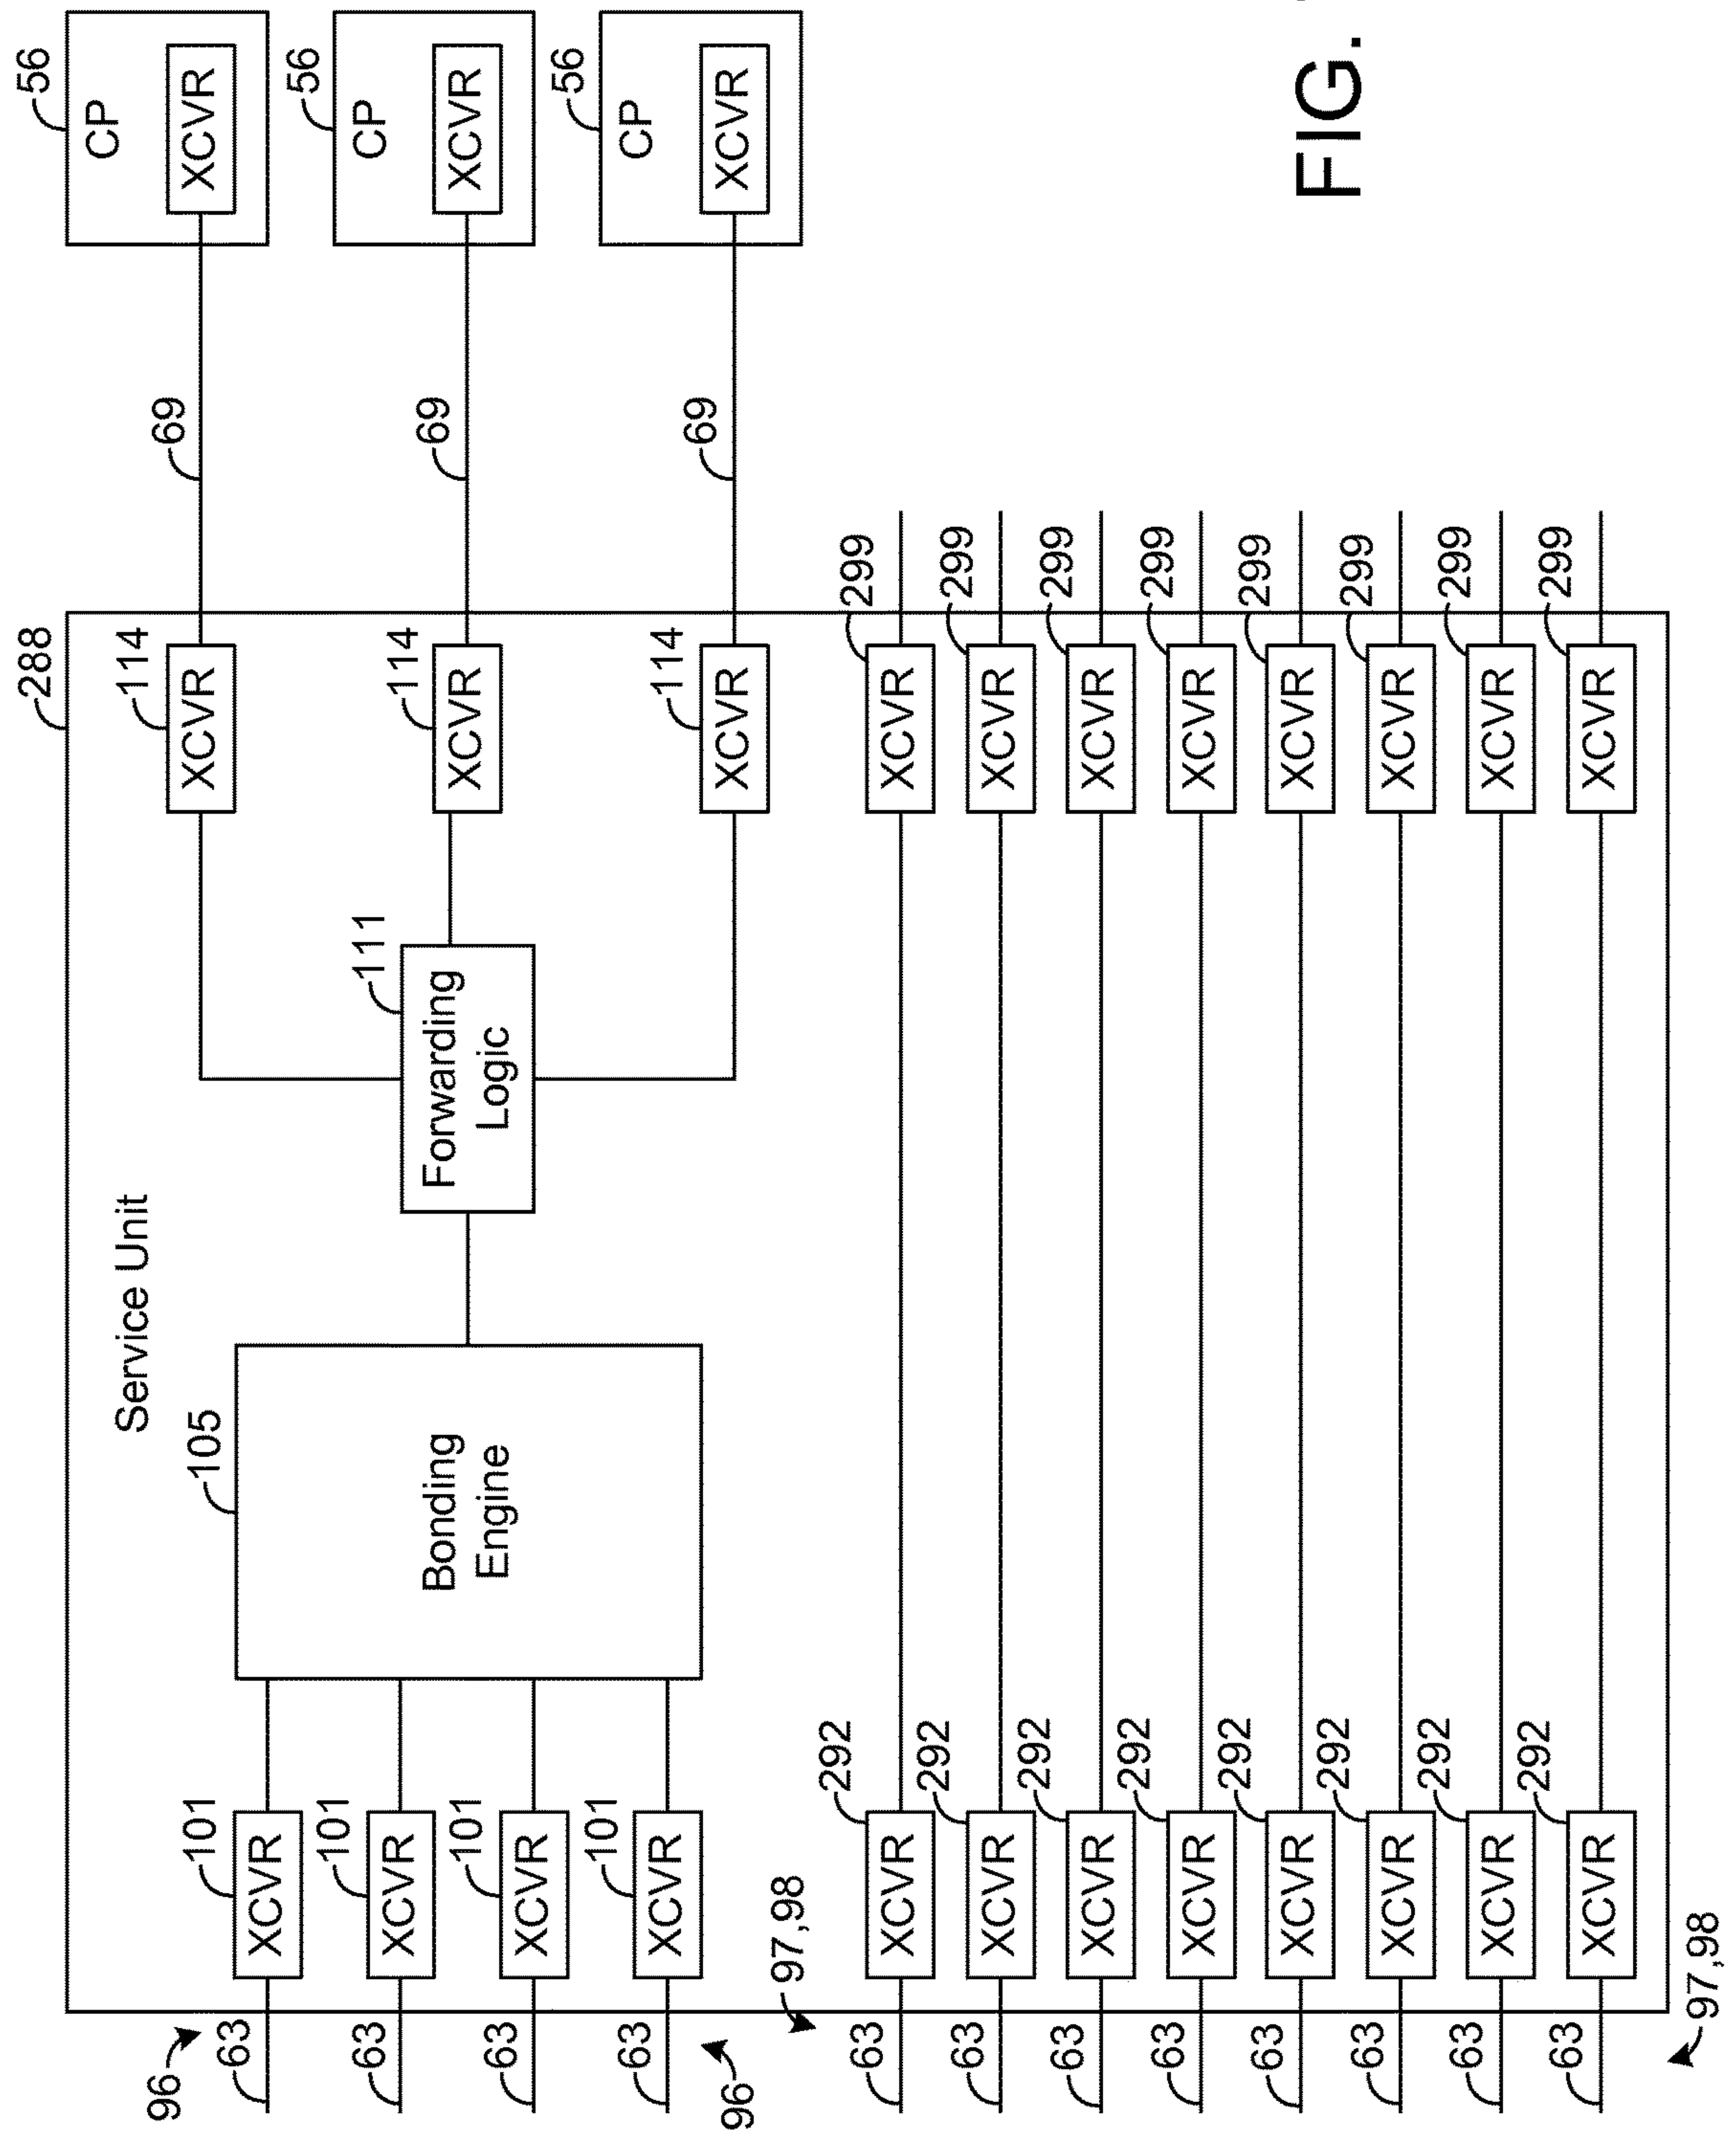 288
56
CP
Service Unit
114
96
69
63
101
105
XCVR
XCVR
XCVR
56
63
101
111
CP
XCVR
114
69
Bonding
Engine
Forwarding
Logic
XCVR
XCVR
63
101
XCVR
56
63
101
CP
XCVR
114
69
96
XCVR
XCVR
97,98
63
292
299
XCVR
XCVR
63
292
299
XCVR
XCVR
63
292
299
XCVR
XCVR
63
292
299
XCVR
XCVR
63
292
299
XCVR
XCVR
63
292
299
XCVR
XCVR
63
292
299
XCVR
XCVR
63
292
299
XCVR
XCVR
97,98
FIG.